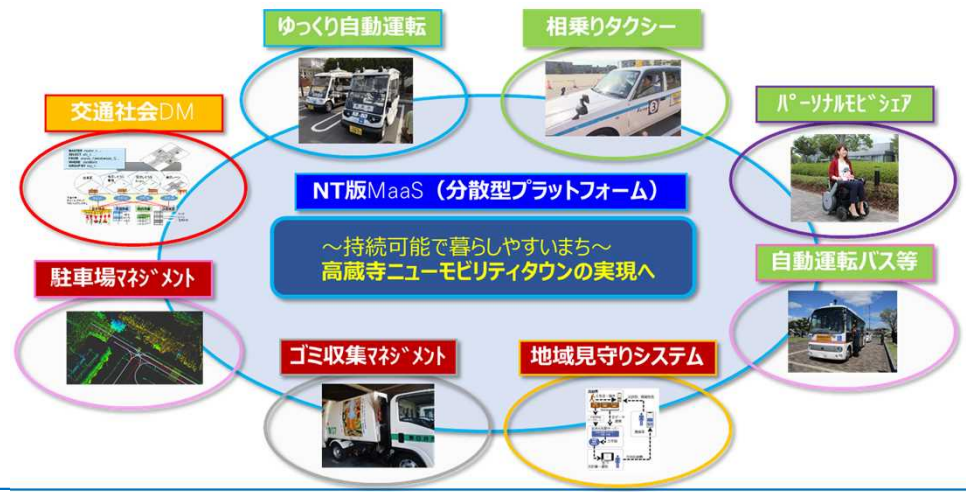 ゆっくり自動運転
相乗りタクシー
交通社会DM
パーソナルモビシェア
NT版MaaS（分散型プラットフォーム）
～持続可能で暮らしやすいまち～
高蔵寺ニューモビリティタウンの実現へ
駐車場マネジメント
自動運転バス等
ゴミ収集マネジメント
地域見守りシステム
3